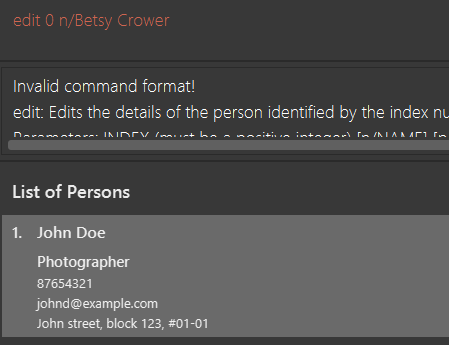 edit 0 n/Betsy Crower
Invalid command format!
edit: Edits the details of the person identified by the index nu
Parameters: INDEX (must be a positive integer) [n/NAME] [p
List of Persons
1. John Doe
Photographer
87654321
johnd@example.com
John street, block 123, #01-01